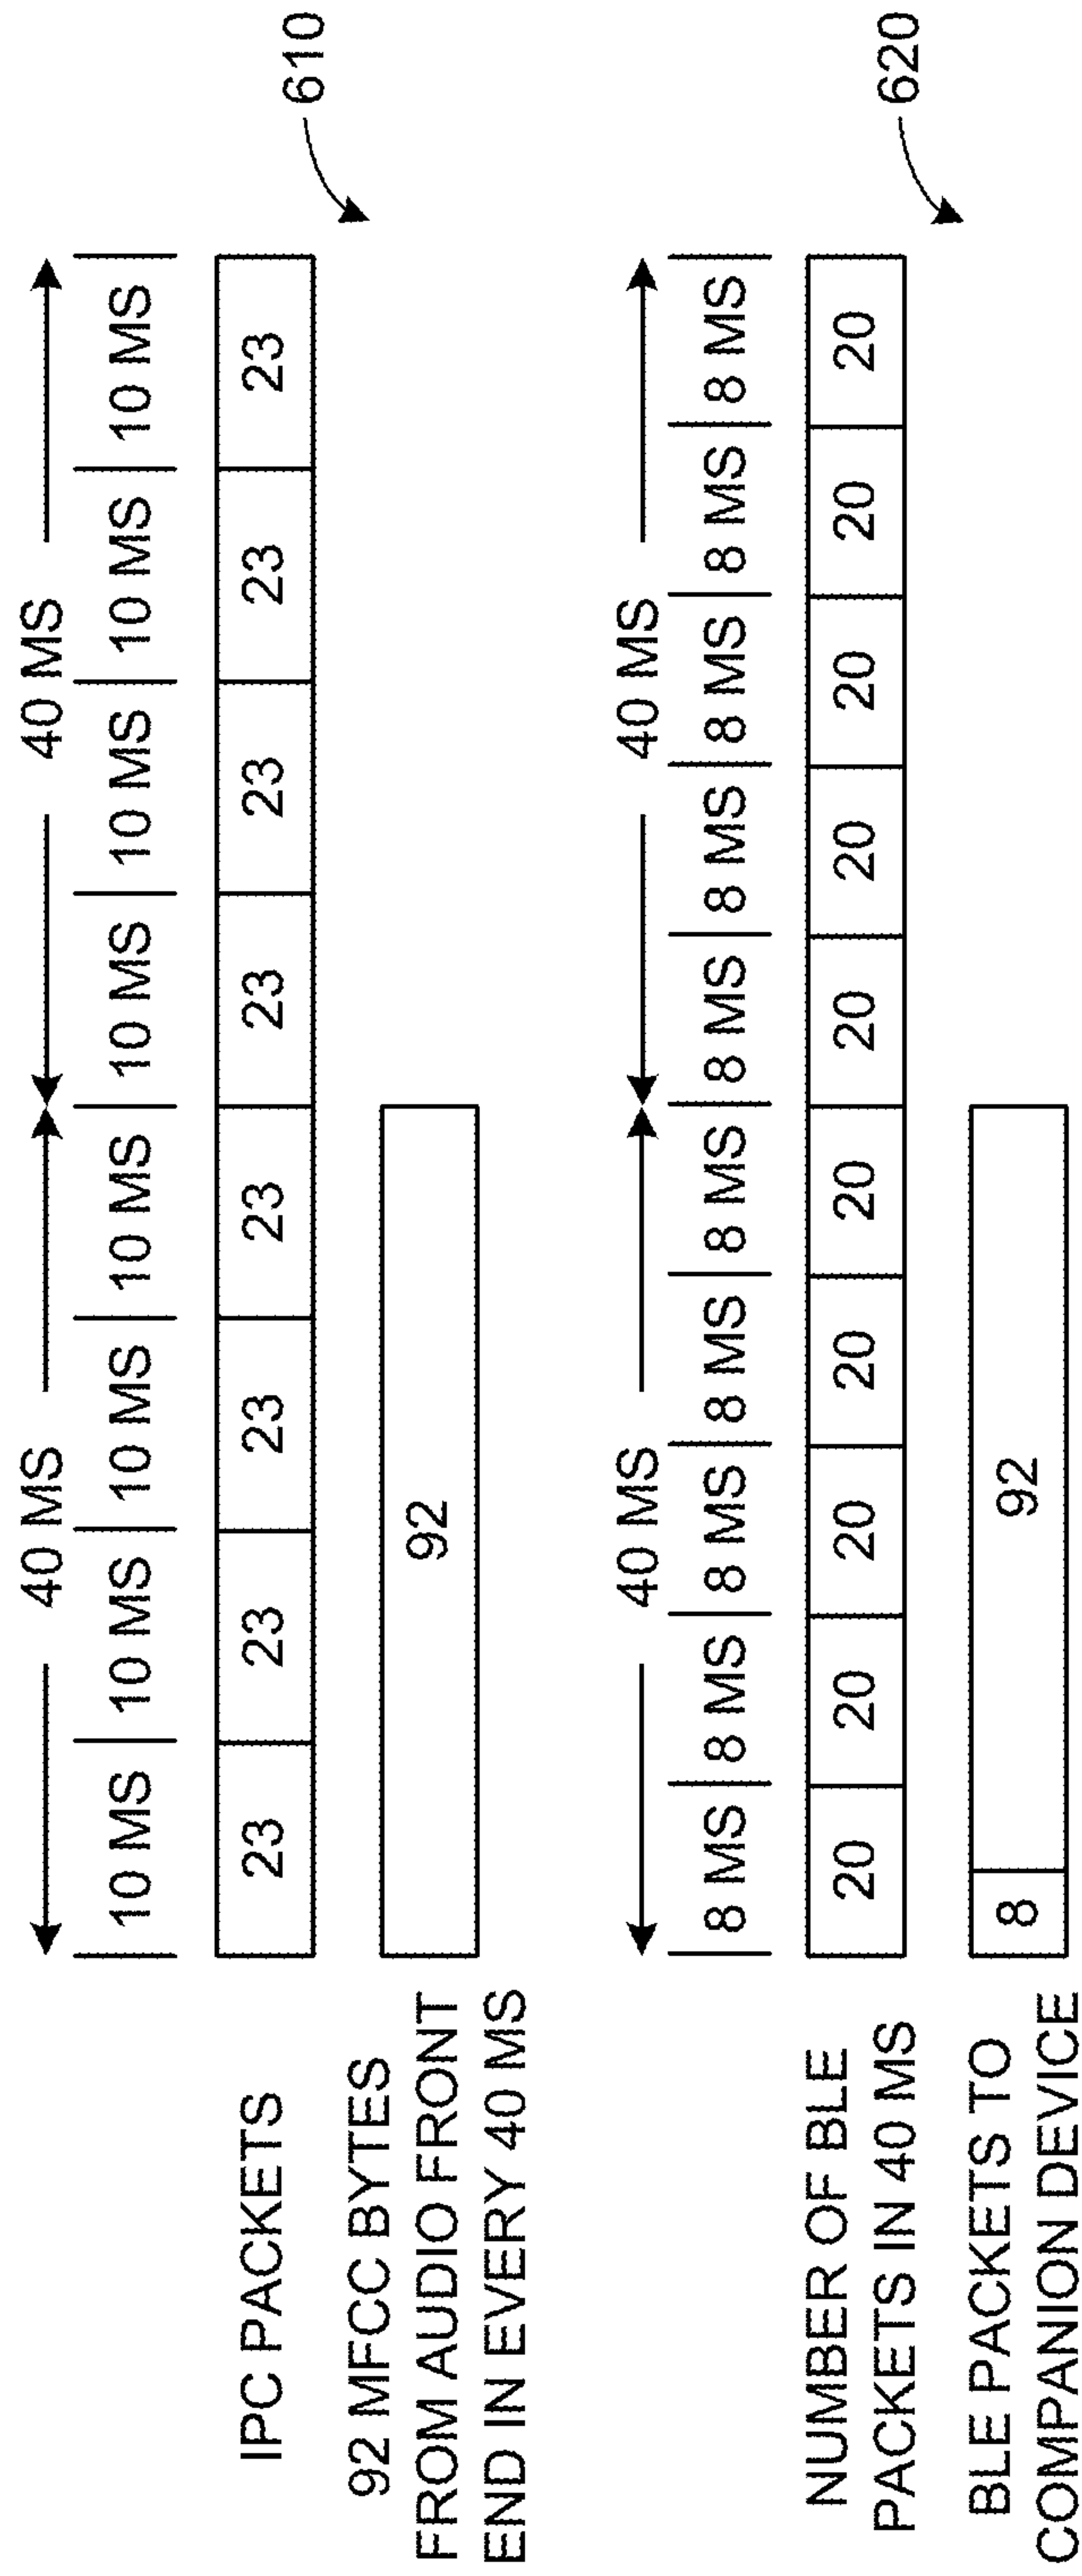 40 MS 40 MS
10 MS 10 MS 10 MS 10 MS 10 MS 10 MS 10 MS 10 MS
IPC PACKETS 23 23 23 23 23 23 23 23
610
92 MFCC BYTES
FROM AUDIO FRONT
END IN EVERY 40 MS
92
40 MS 40 MS
8 MS 8 MS 8 MS 8 MS 8 MS 8 MS 8 MS 8 MS 8 MS 8 MS
NUMBER OF BLE
PACKETS IN 40 MS
20 20 20 20 20 20 20 20 20 20
620
BLE PACKETS TO
COMPANION DEVICE
8 92